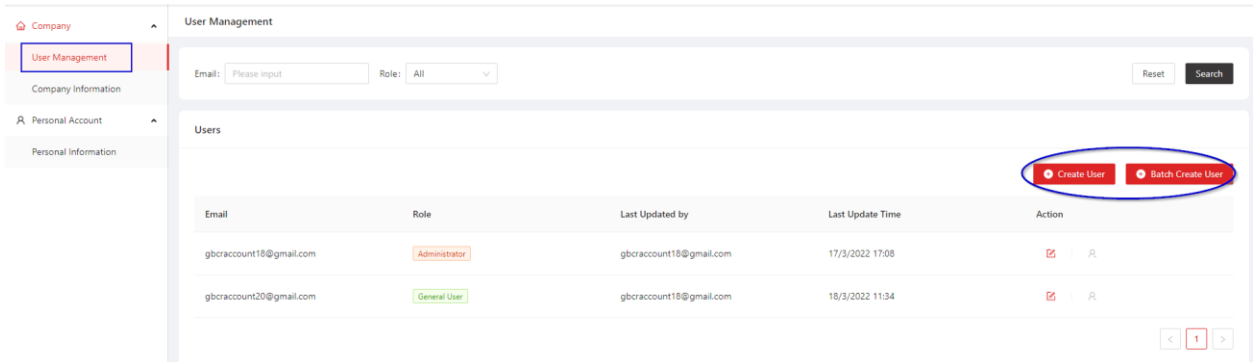 Company
User Management
Company Information
Personal Account
Personal Information
User Management
Email: Please input Role: All Reset Search
Users
Create User Batch Create User
Email Role Last Updated by Last Update Time Action
gbcraccount18@gmail.com Administrator gbcraccount18@gmail.com 17/3/2022 17:08
gbcraccount20@gmail.com General User gbcraccount18@gmail.com 18/3/2022 11:34
< 1 >